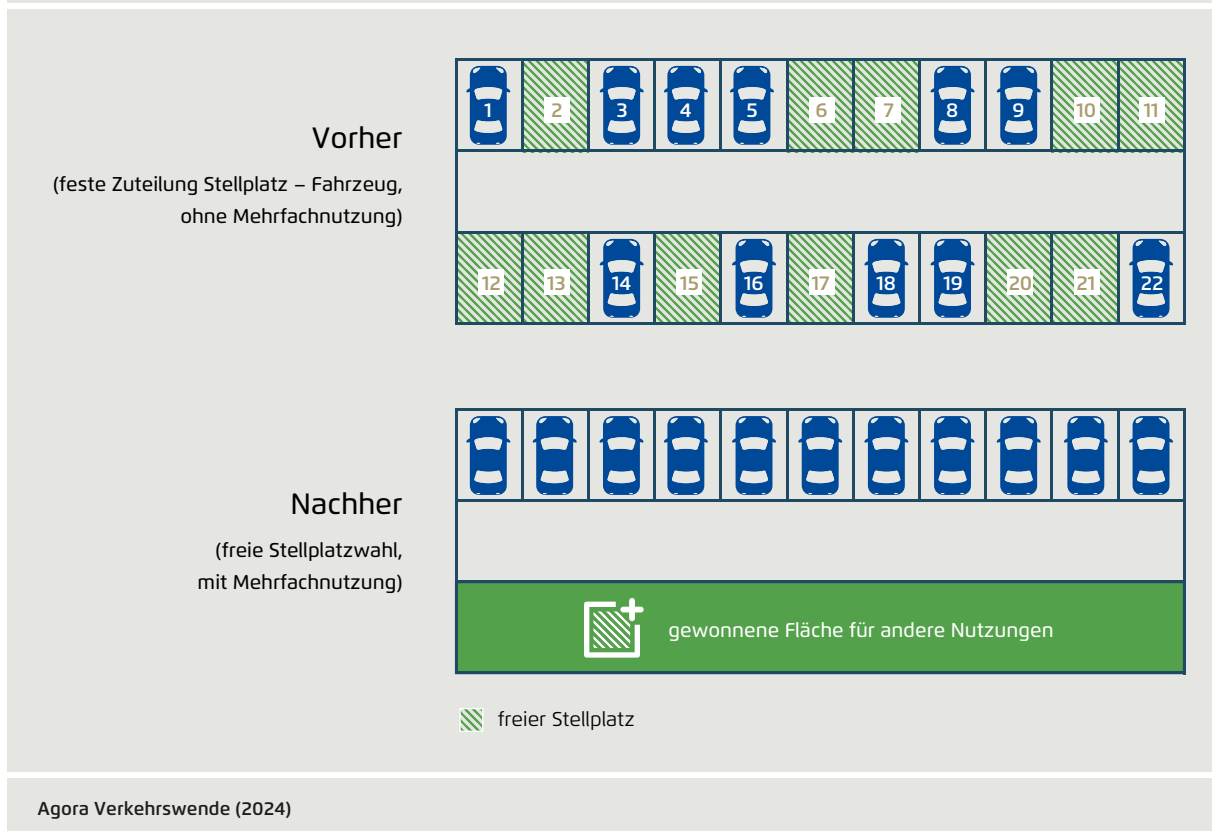 1 2 3 4 5 6 7 8 9 10 11
Vorher
(feste Zuteilung Stellplatz – Fahrzeug,
ohne Mehrfachnutzung)
12 13 14 15 16 17 18 19 20 21 22
Nachher
(freie Stellplatzwahl,
mit Mehrfachnutzung)
gewonnene Fläche für andere Nutzungen
freier Stellplatz
Agora Verkehrswende (2024)